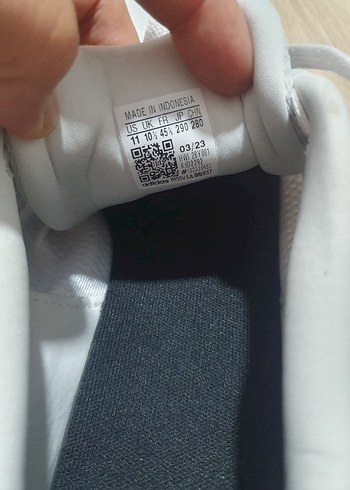 MADE IN INDONESIA
US UK FR JP CHN
11 10½ 45⅓ 290 280
03/23
adidas